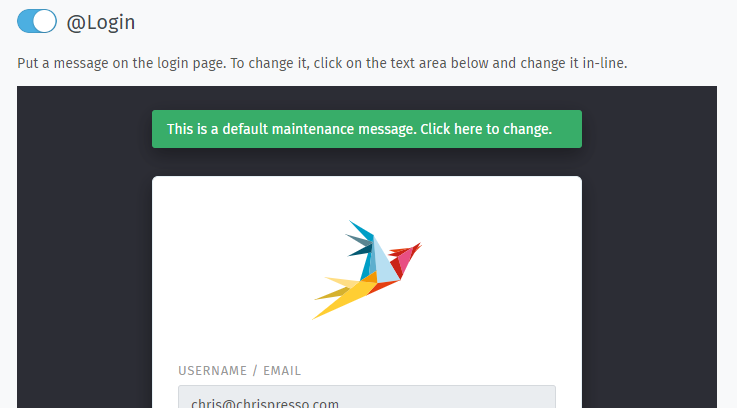 @Login
Put a message on the login page. To change it, click on the text area below and change it in-line.
This is a default maintenance message. Click here to change.
USERNAME / EMAIL
chris@chrispresso.com